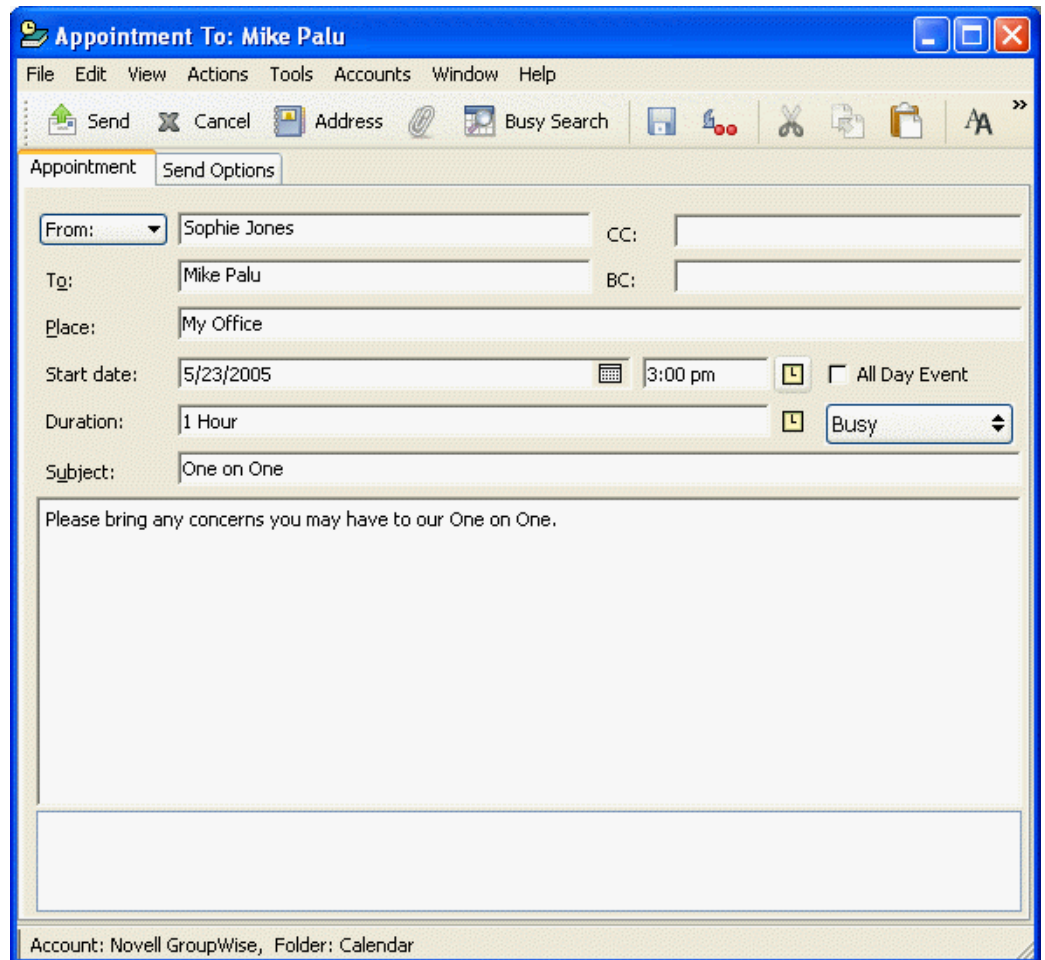 Appointment To: Mike Palu
File Edit View Actions Tools Accounts Window Help
Send Cancel Address Busy Search AA »
Appointment Send Options
From: Sophie Jones CC:
To: Mike Palu BC:
Place: My Office
Start date: 5/23/2005 3:00 pm All Day Event
Duration: 1 Hour Busy
Subject: One on One
Please bring any concerns you may have to our One on One.
Account: Novell GroupWise, Folder: Calendar